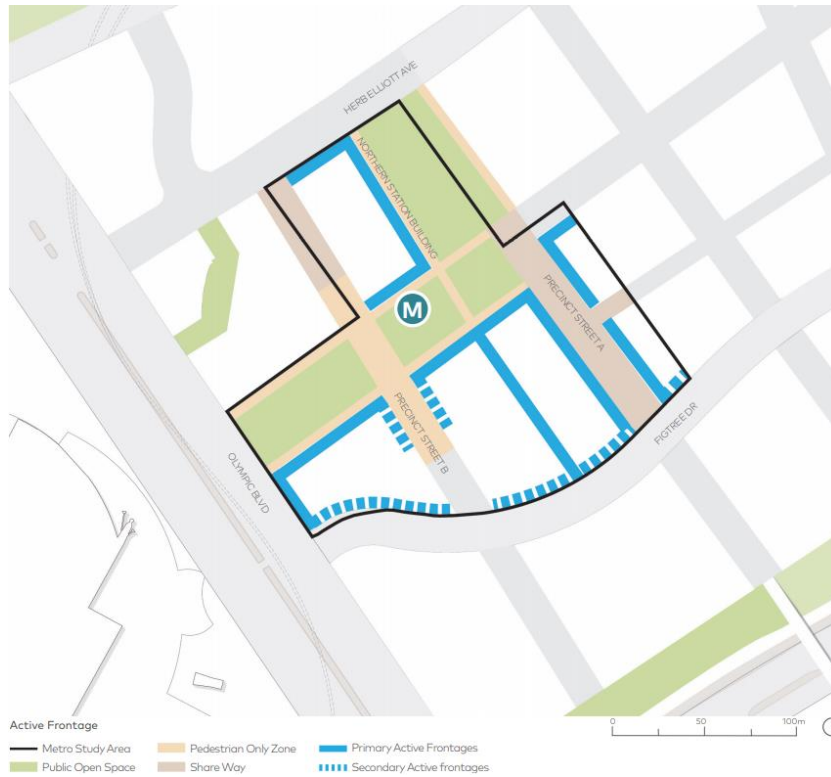 HERB ELLIOTT AVE
NORTHERN STATION BUILDING
M
PRECINCT STREET A
PRECINCT STREET B
OLYMPIC BLVD
FIGTREE DR
Active Frontage
Metro Study Area
Pedestrian Only Zone
Primary Active Frontages
Public Open Space
Share Way
Secondary Active frontages
0 50 100m